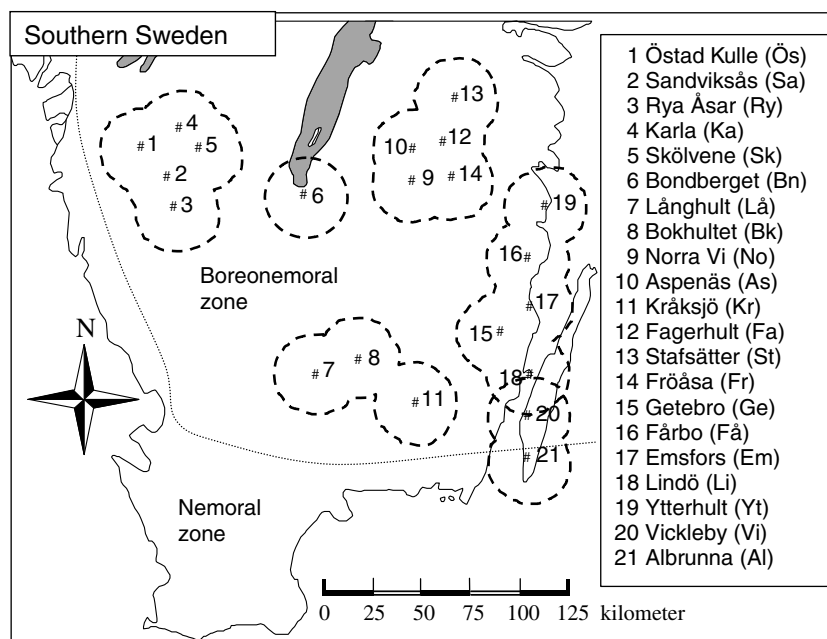 Southern Sweden
1 Östad Kulle (Ös)
2 Sandviksås (Sa)
3 Rya Åsar (Ry)
4 Karla (Ka)
5 Skölvene (Sk)
6 Bondberget (Bn)
7 Långhult (Lå)
8 Bokhultet (Bk)
9 Norra Vi (No)
10 Aspenäs (As)
11 Kråksjö (Kr)
12 Fagerhult (Fa)
13 Stafsätter (St)
14 Fröåsa (Fr)
15 Getebro (Ge)
16 Fårbo (Få)
17 Emsfors (Em)
18 Lindö (Li)
19 Ytterhult (Yt)
20 Vickleby (Vi)
21 Albrunna (Al)
# 13
# 4
# 1
# 5
10 #
# 12
# 2
# 9
# 14
# 3
# 6
# 19
16 #
Boreonemoral
zone
# 17
15 #
N
# 7
# 8
18 #
# 11
# 20
# 21
Nemoral
zone
0 25 50 75 100 125 kilometer